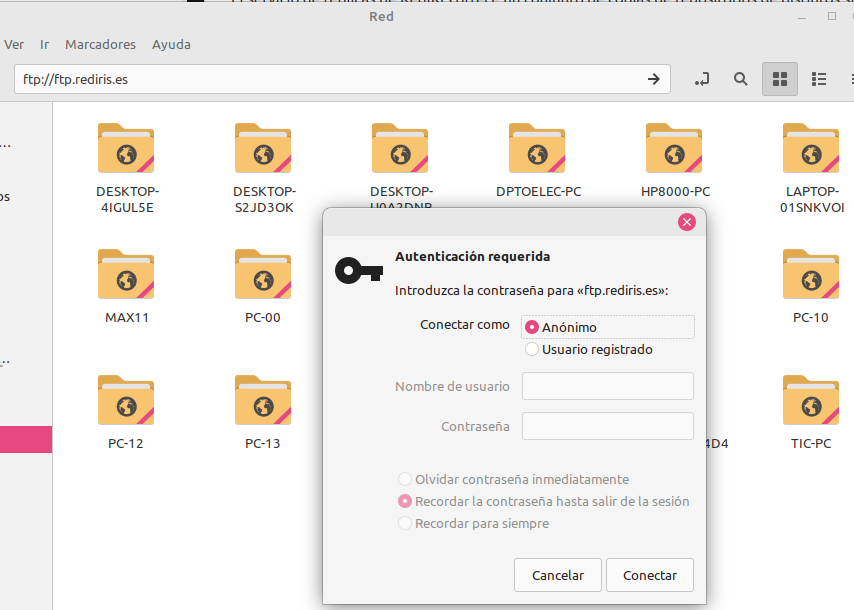 Red
Ver Ir Marcadores Ayuda
ftp://ftp.rediris.es
DESKTOP-
4IGUL5E
DESKTOP-
S2JD3OK
DESKTOP-
U0A2DNR
DPTOELEC-PC
HP8000-PC
LAPTOP-
01SNKVOI
MAX11
PC-00
PC-10
PC-12
PC-13
4D4
TIC-PC
Autenticación requerida
Introduzca la contraseña para «ftp.rediris.es»:
Conectar como
Anónimo
Usuario registrado
Nombre de usuario
Contraseña
Olvidar contraseña inmediatamente
Recordar la contraseña hasta salir de la sesión
Recordar para siempre
Cancelar Conectar